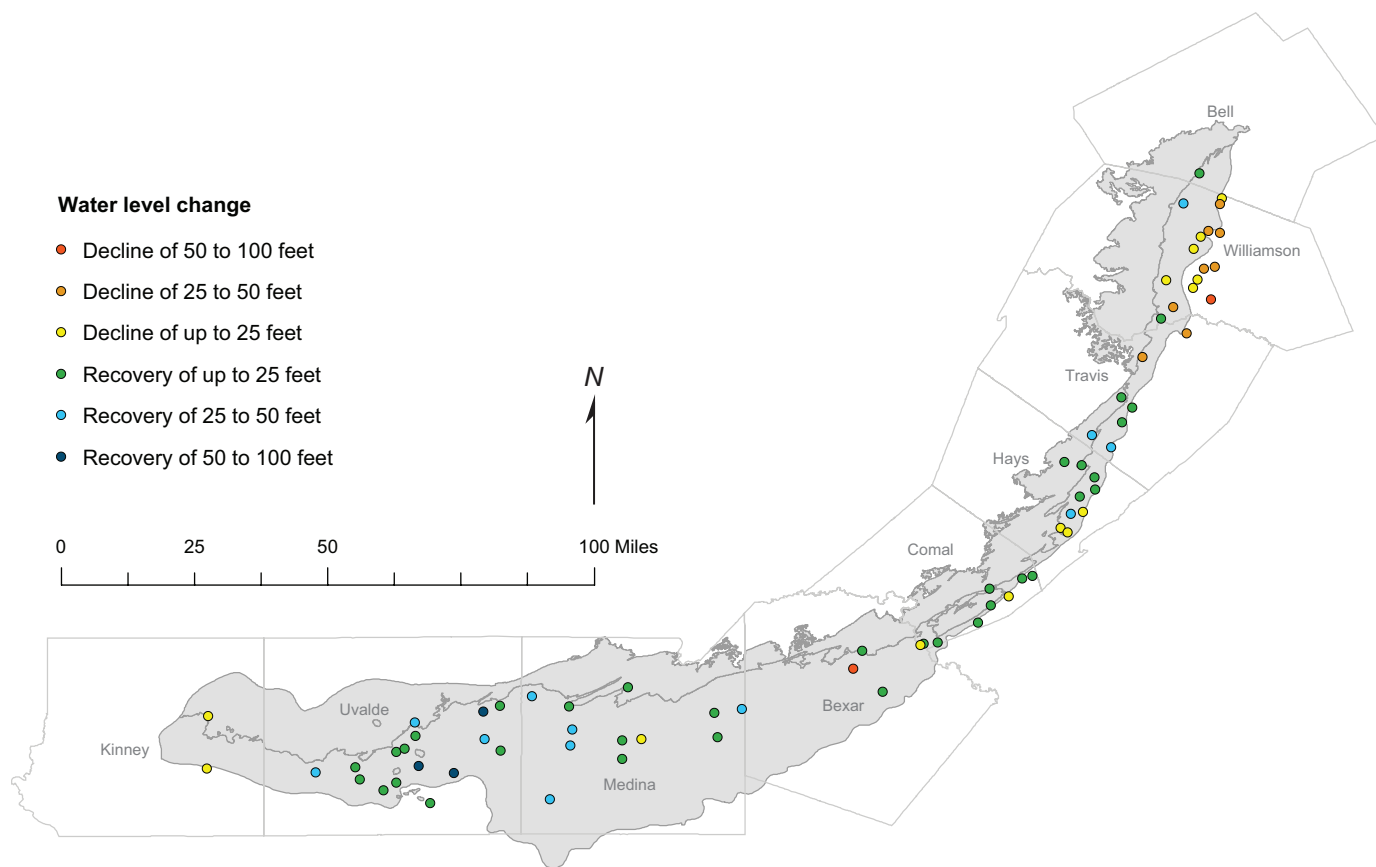 Bell
Water level change
Decline of 50 to 100 feet
Williamson
Decline of 25 to 50 feet
Decline of up to 25 feet
Recovery of up to 25 feet
N
Travis
Recovery of 25 to 50 feet
Recovery of 50 to 100 feet
Hays
0 25 50 100 Miles
Comal
Uvalde
Bexar
Kinney
Medina